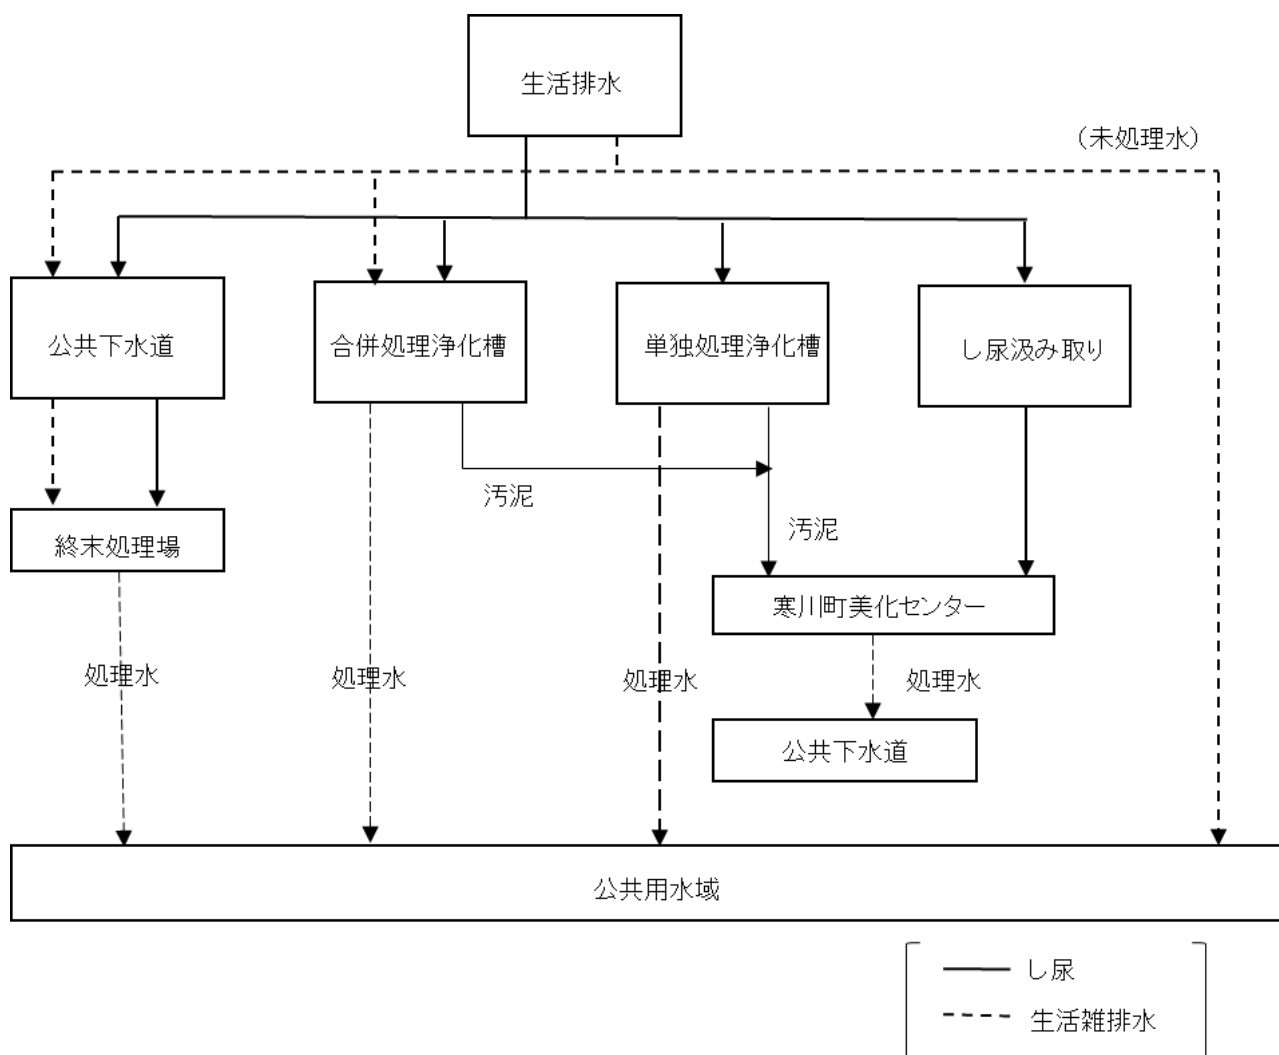 生活排水
(未処理水)
公共下水道
合併処理浄化槽
単独処理浄化槽
し尿汲み取り
汚泥
汚泥
終末処理場
寒川町美化センター
処理水
処理水
処理水
処理水
公共下水道
公共用水域
し尿
生活雑排水